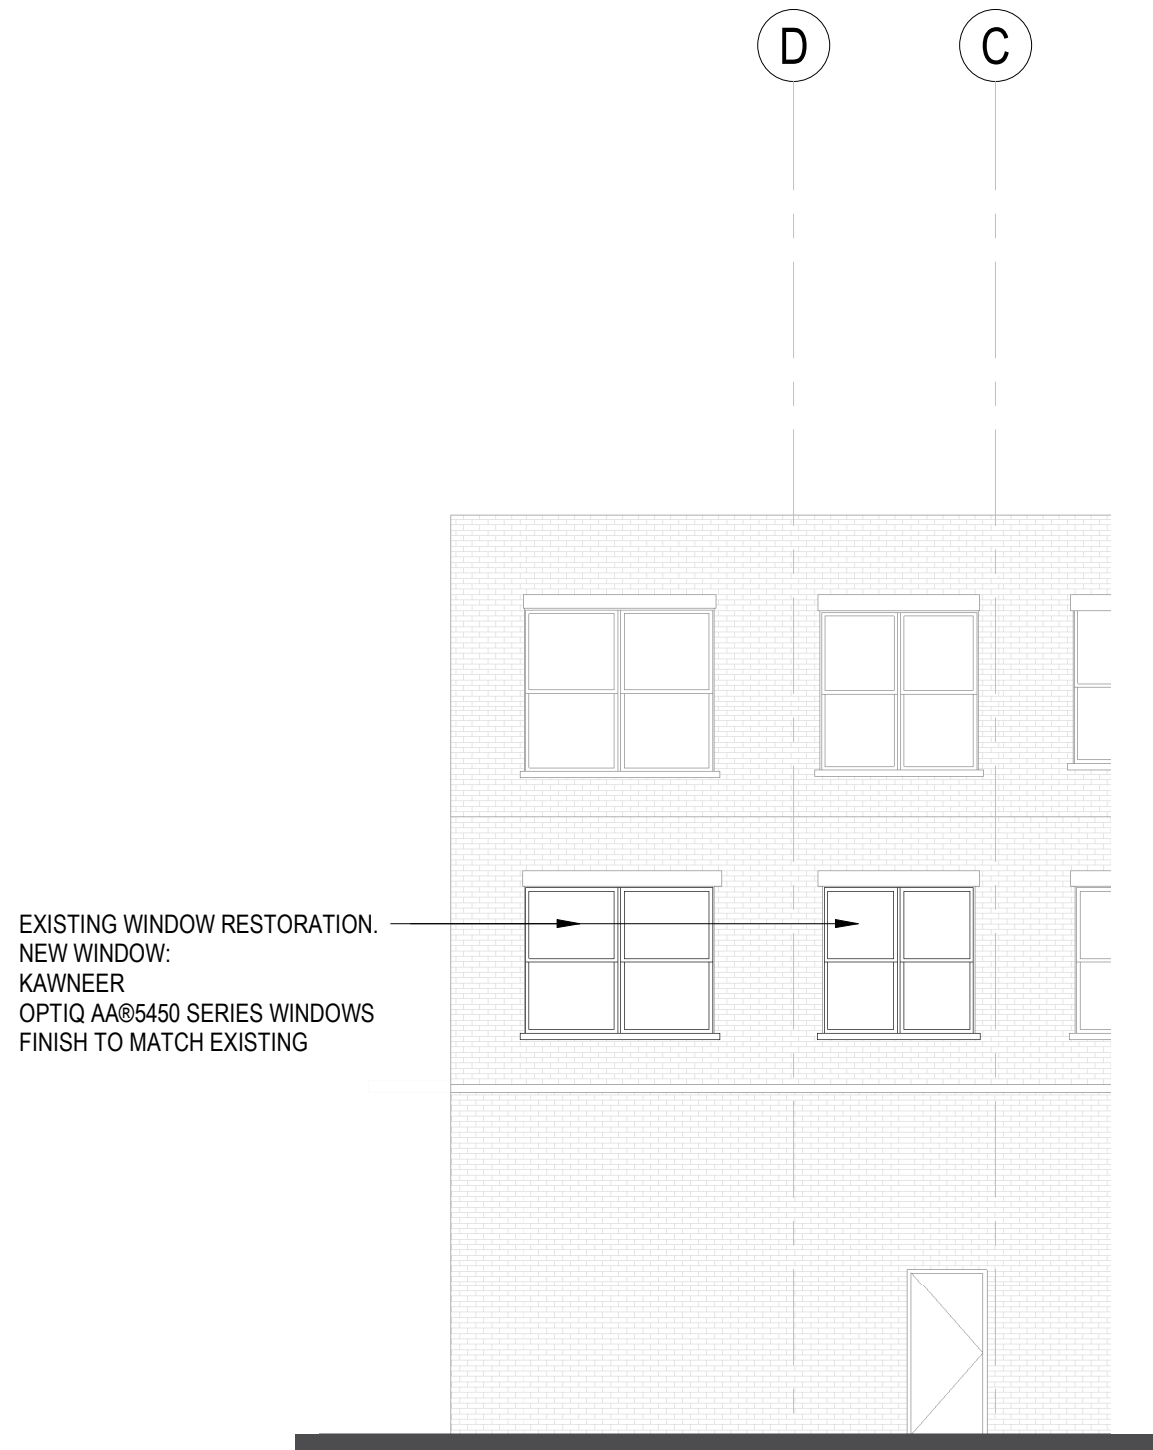 D
C
EXISTING WINDOW RESTORATION.
NEW WINDOW:
KAWNEER
OPTIQ AA®5450 SERIES WINDOWS
FINISH TO MATCH EXISTING